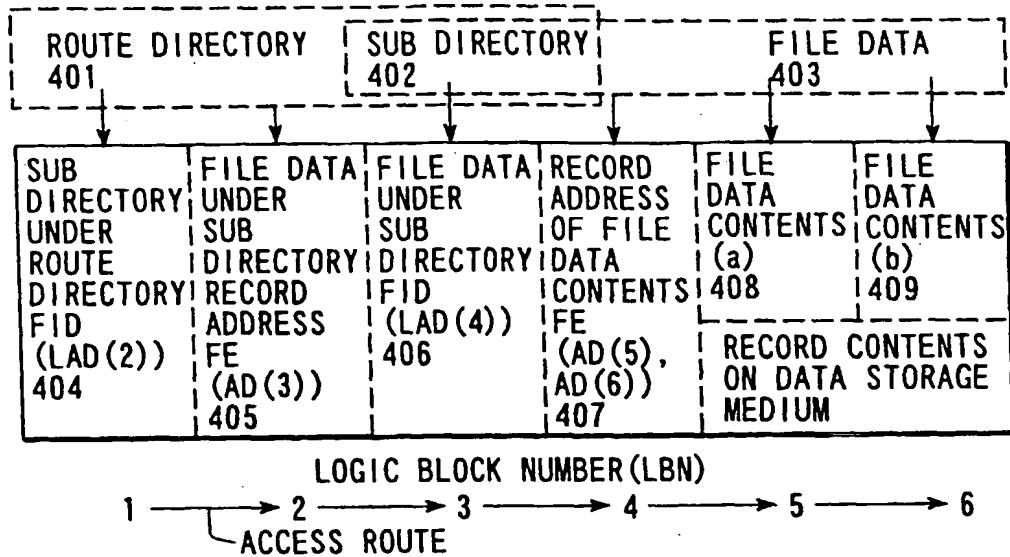 ROUTE DIRECTORY
401
SUB DIRECTORY
402
FILE DATA
403
SUB
DIRECTORY
UNDER
ROUTE
DIRECTORY
FID
(LAD(2))
404
FILE DATA
UNDER
SUB
DIRECTORY
RECORD
ADDRESS
FE
(AD(3))
405
FILE DATA
UNDER
SUB
DIRECTORY
FID
(LAD(4))
406
RECORD
ADDRESS
OF FILE
DATA
CONTENTS
FE
(AD(5),
AD(6))
407
FILE
DATA
CONTENTS
(a)
408
FILE
DATA
CONTENTS
(b)
409
RECORD CONTENTS
ON DATA STORAGE
MEDIUM
LOGIC BLOCK NUMBER(LBN)
1 2 3 4 5 6
ACCESS ROUTE